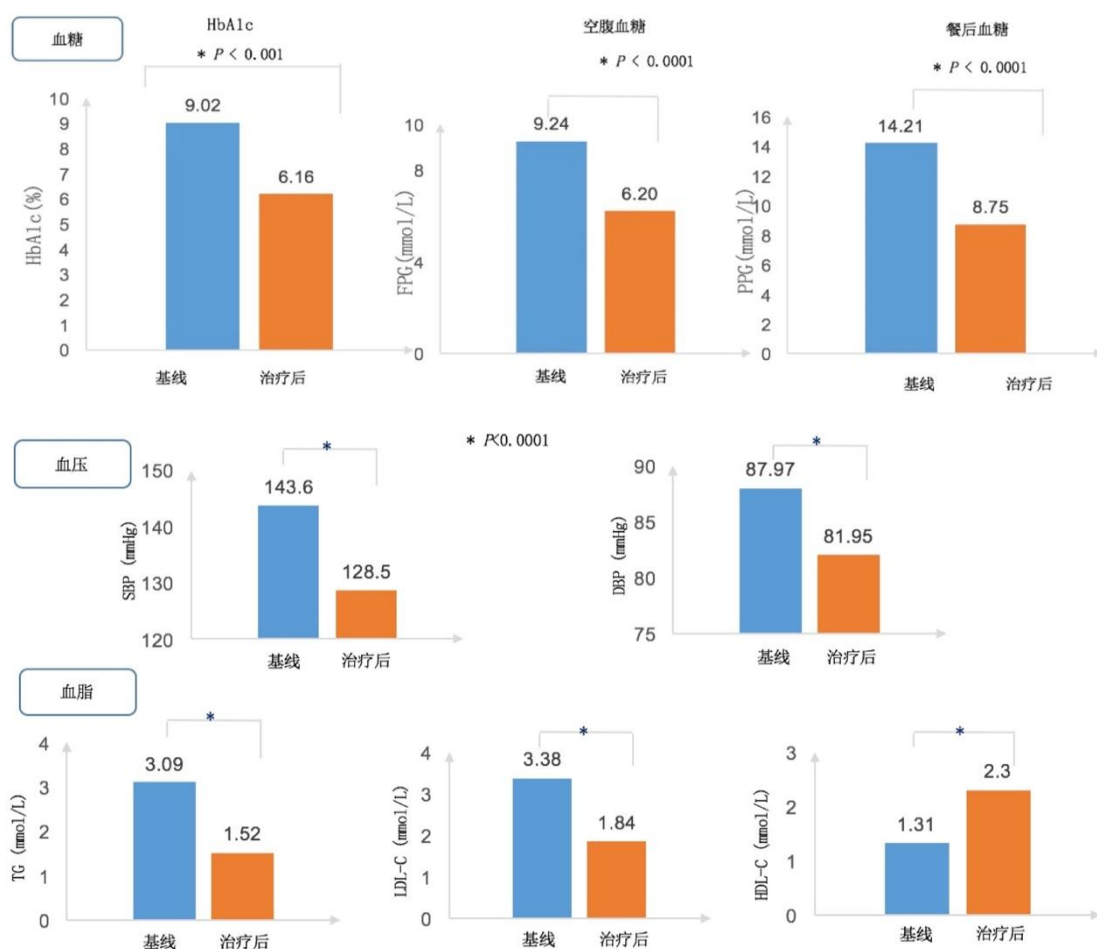 血糖
HbA1c
* P < 0.001
HbA1c(%)
10
9
8
7
6
5
4
3
2
1
0
9.02
6.16
基线
治疗后
空腹血糖
* P < 0.0001
FPG(mmol/L)
10
8
6
4
0
9.24
6.20
基线
治疗后
餐后血糖
* P < 0.0001
PPG(mmol/L)
16
14
12
10
8
6
4
2
0
14.21
8.75
基线
治疗后
血压
* P<0.0001
SBP (mmHg)
150
140
130
120
*
143.6
128.5
基线
治疗后
DBP (mmHg)
90
85
80
75
*
87.97
81.95
基线
治疗后
血脂
TG (mmol/L)
4
3
2
1
0
*
3.09
1.52
基线
治疗后
LDL-C (mmol/L)
4
3
2
1
0
*
3.38
1.84
基线
治疗后
HDL-C (mmol/L)
3
2
1
0
*
1.31
2.3
基线
治疗后